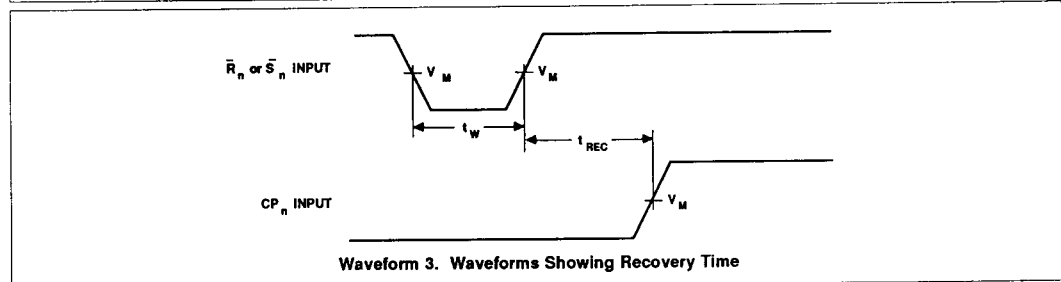 R̄n or S̄n INPUT
VM
VM
tW
tREC
CPn INPUT
VM
Waveform 3. Waveforms Showing Recovery Time